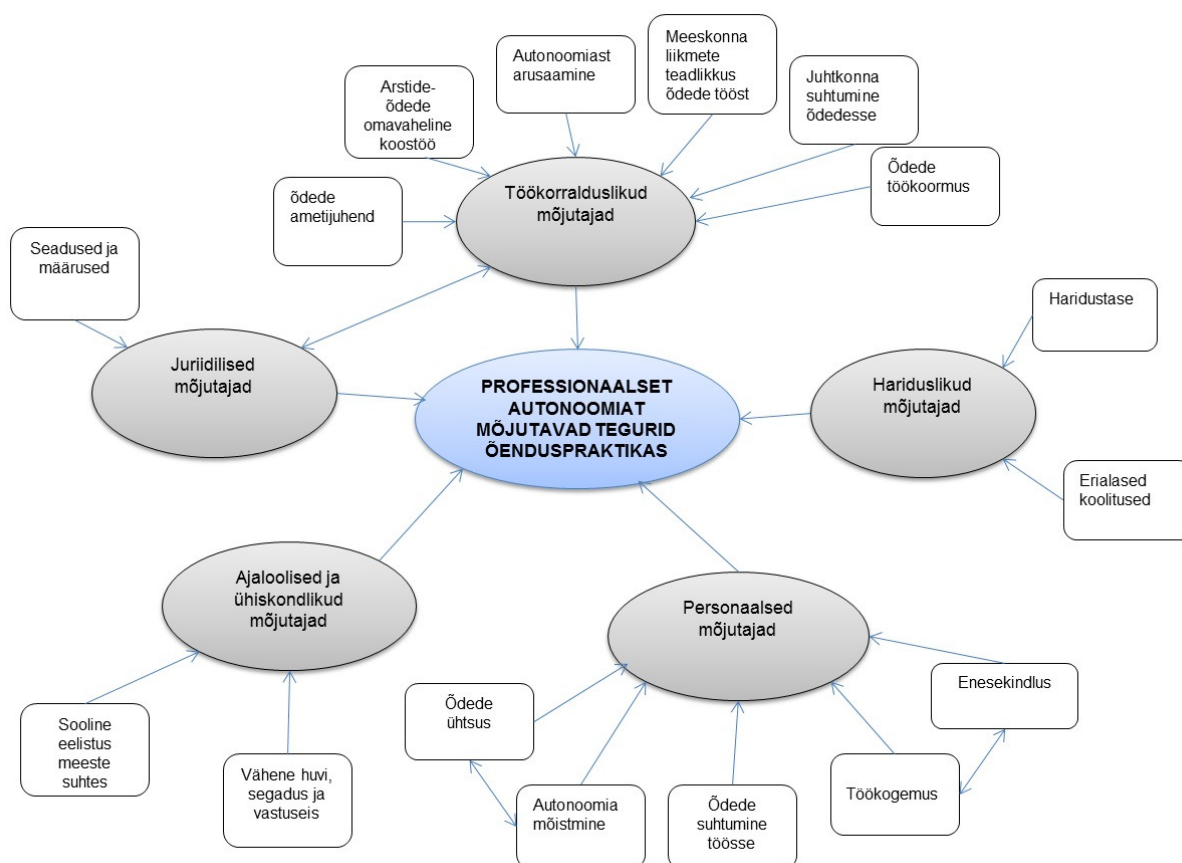 Autonoomiast
arusaamine
Meeskonna
liikmete
teadlikkus
õdede tööst
Juhtkonna
suhtumine
õdedesse
Arstide-
õdede
omavaheline
koostöö
Õdede
töökoormus
õdede
ametijuhend
Töökorralduslikud
mõjutajad
Seadused ja
määrused
Haridustase
Juriidilised
mõjutajad
PROFESSIONAALSET
AUTONOOMIAT
MÕJUTAVAD TEGURID
ÕENDUSPRAKTIKAS
Hariduslikud
mõjutajad
Erialased
koolitused
Ajaloolised ja
ühiskondlikud
mõjutajad
Personaalsed
mõjutajad
Sooline
eelistus
meeste
suhtes
Vähene huvi,
segadus ja
vastuseis
Õdede
ühtsus
Autonoomia
mõistmine
Õdede
suhtumine
töösse
Töökogemus
Enesekindlus